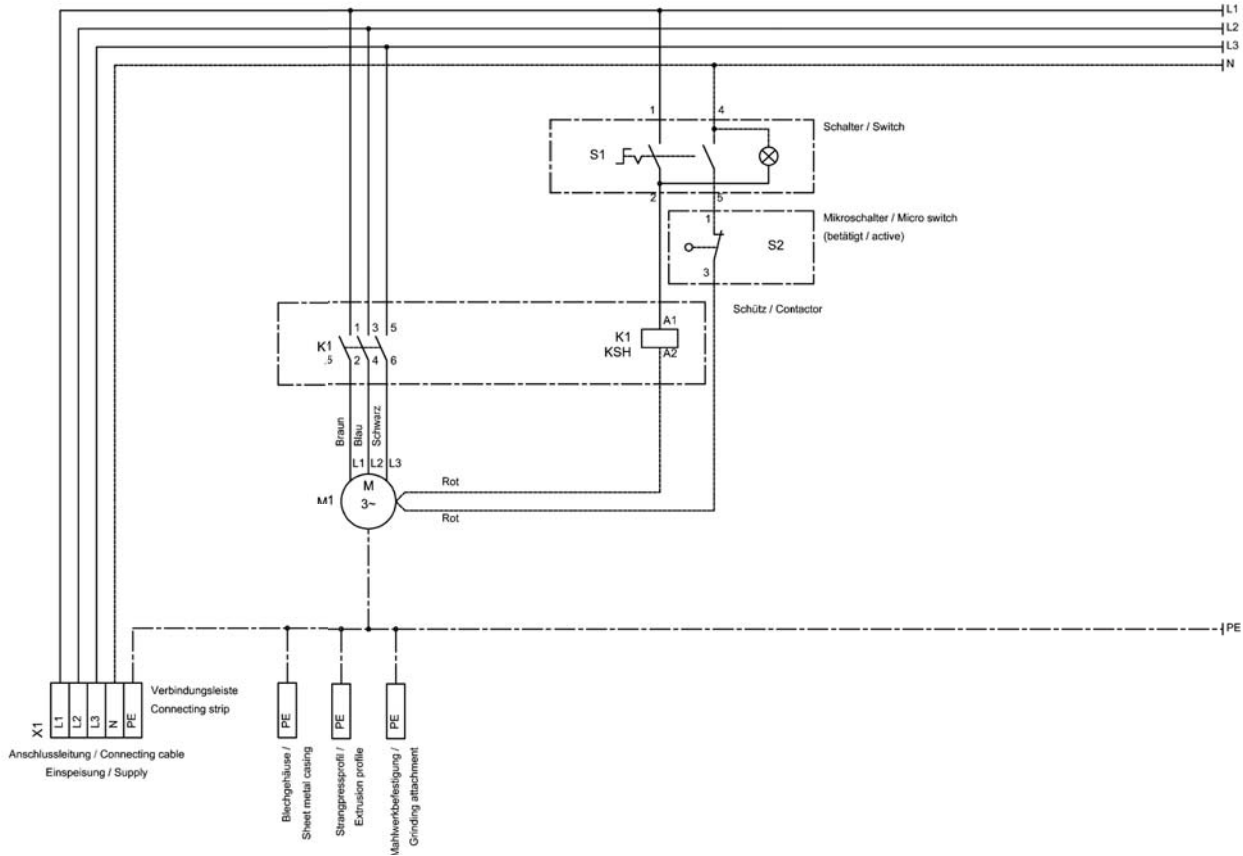 L1
L2
L3
N
1 4
Schalter / Switch
S1
2 5
1
Mikroschalter / Micro switch
(betätigt / active)
S2
3
Schütz / Contactor
1 3 5
K1
.5 2 4 6
A1
K1
KSH
A2
Braun
Blau
Schwarz
L1 L2 L3
M
3~
M1
Rot
Rot
PE
Verbindungsleiste
Connecting strip
X1
L1
L2
L3
N
PE
Anschlussleitung / Connecting cable
Einspeisung / Supply
PE
Blechgehäuse /
Sheet metal casing
PE
Strangpressprofil /
Extrusion profile
PE
Mahlwerkbefestigung /
Grinding attachment